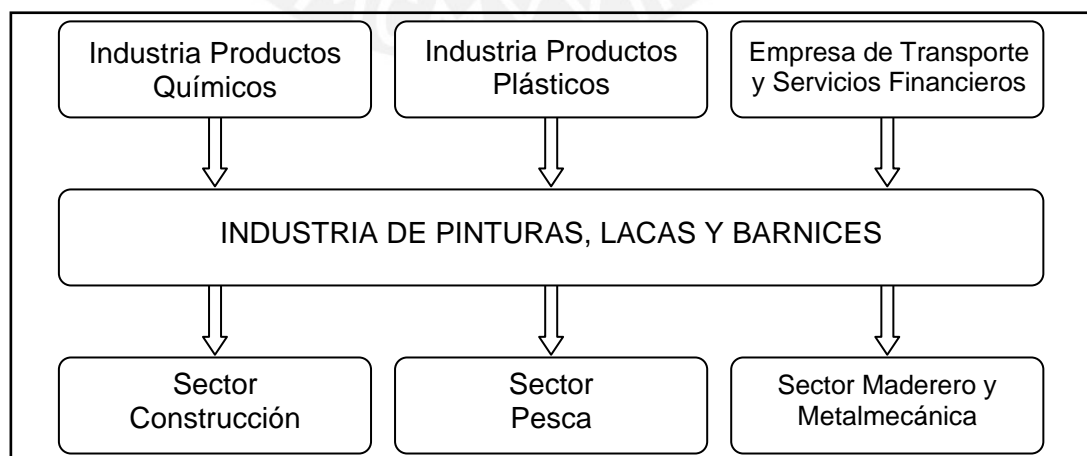 Industria Productos
Químicos
Industria Productos
Plásticos
Empresa de Transporte
y Servicios Financieros
INDUSTRIA DE PINTURAS, LACAS Y BARNICES
Sector
Construcción
Sector
Pesca
Sector Maderero y
Metalmecánica